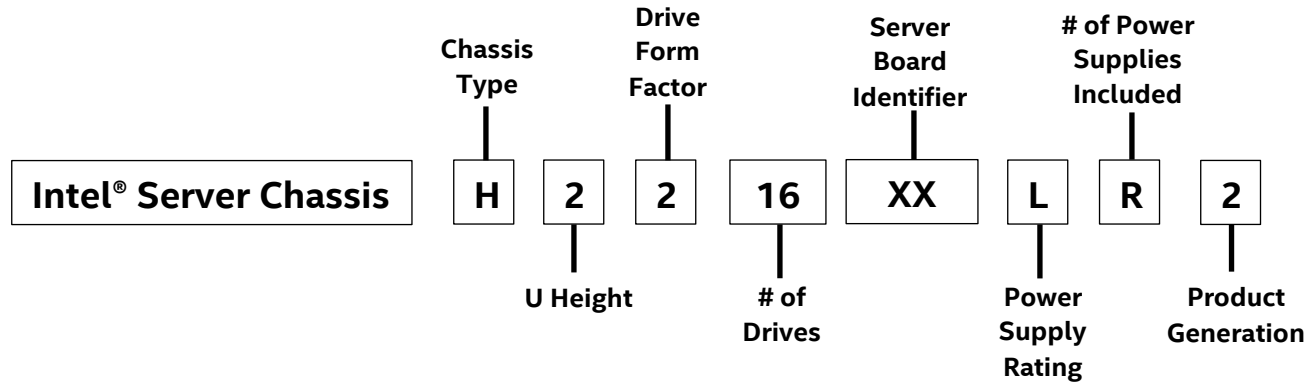 Chassis
Type
Drive
Form
Factor
Server
Board
Identifier
# of Power
Supplies
Included
Intel® Server Chassis H 2 2 16 XX L R 2
U Height
# of
Drives
Power
Supply
Rating
Product
Generation